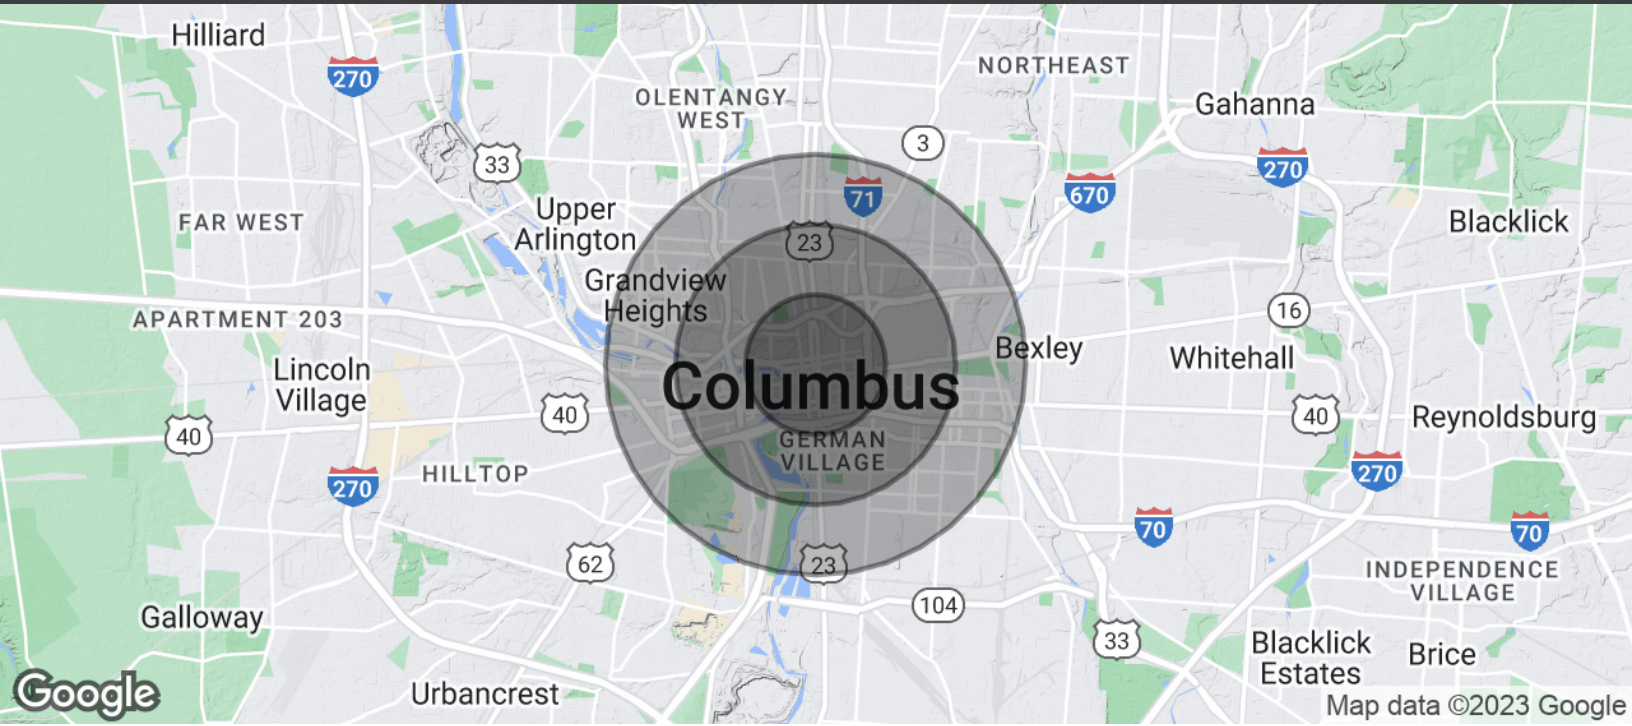 Hilliard
270
NORTHEAST
OLENTANGY
WEST
Gahanna
3
33
270
71
670
Upper
Arlington
FAR WEST
Blacklick
23
Grandview
Heights
16
APARTMENT 203
Bexley
Whitehall
Lincoln
Village
Columbus
40
40
Reynoldsburg
40
GERMAN
VILLAGE
HILLTOP
270
270
70
70
62
23
INDEPENDENCE
VILLAGE
104
Galloway
33
Blacklick
Estates
Brice
Urbancrest
Google
Map data ©2023 Google